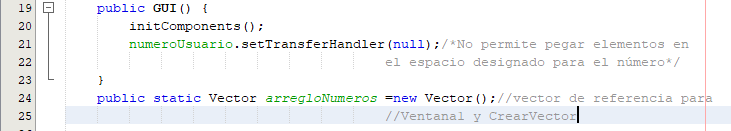 19 public GUI() {
20 initComponents();
21 numeroUsuario.setTransferHandler(null);/*No permite pegar elementos en
22 el espacio designado para el número*/
23 }
24 public static Vector arregloNumeros =new Vector();//vector de referencia para
25 //Ventanal y CrearVector